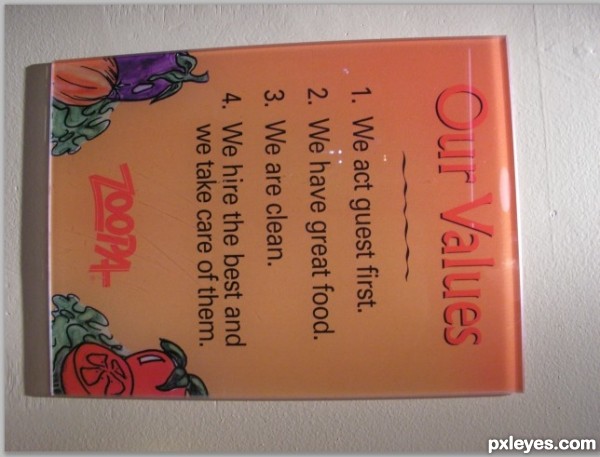 Our Values
1. We act guest first.
2. We have great food.
3. We are clean.
4. We hire the best and
we take care of them.
ZOOPA
pxleyes.com